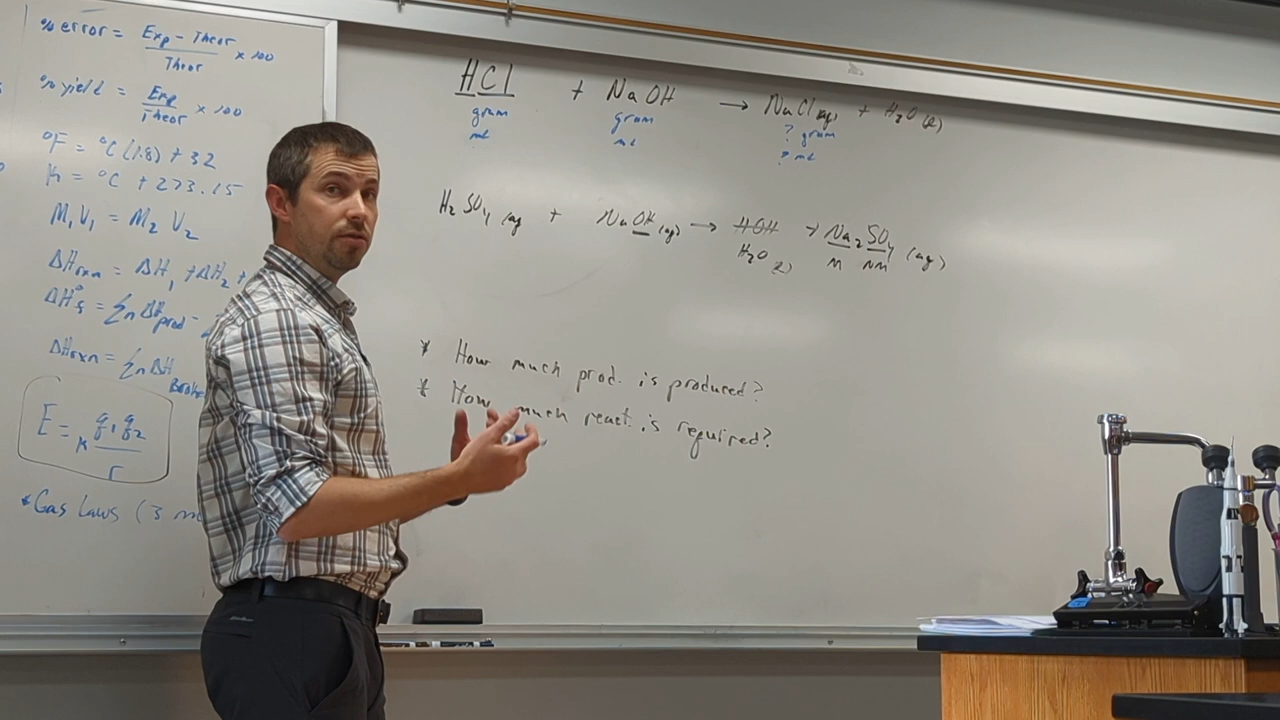 % error = Exp - Theor / Theor x 100
% yield = Exp / Theor x 100
°F = °C (1.8) + 32
K = °C + 273.15
M₁V₁ = M₂V₂
ΔHrxn = ΔH₁ + ΔH₂ +
ΔH°f = Σn ΔH°prod -
ΔHrxn = Σn ΔH
E = k q₁q₂ / r
*Gas Laws (3
HCl + NaOH → NaCl(aq) + H₂O(l)
gram gram ? gram
ml ml ? ml
H₂SO₄(aq) + NaOH(aq) → HOH + Na₂SO₄(aq)
H₂O(l) M NM
* How much prod. is produced?
* How much react. is required?